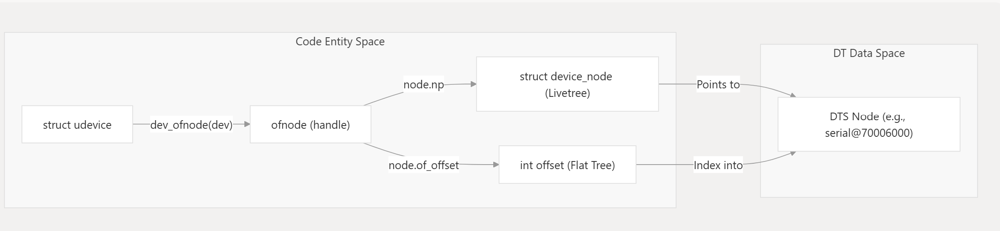 Code Entity Space
struct udevice
dev_ofnode(dev)
ofnode (handle)
node.np
struct device_node
(Livetree)
node.of_offset
int offset (Flat Tree)
Points to
Index into
DT Data Space
DTS Node (e.g.,
serial@70006000)